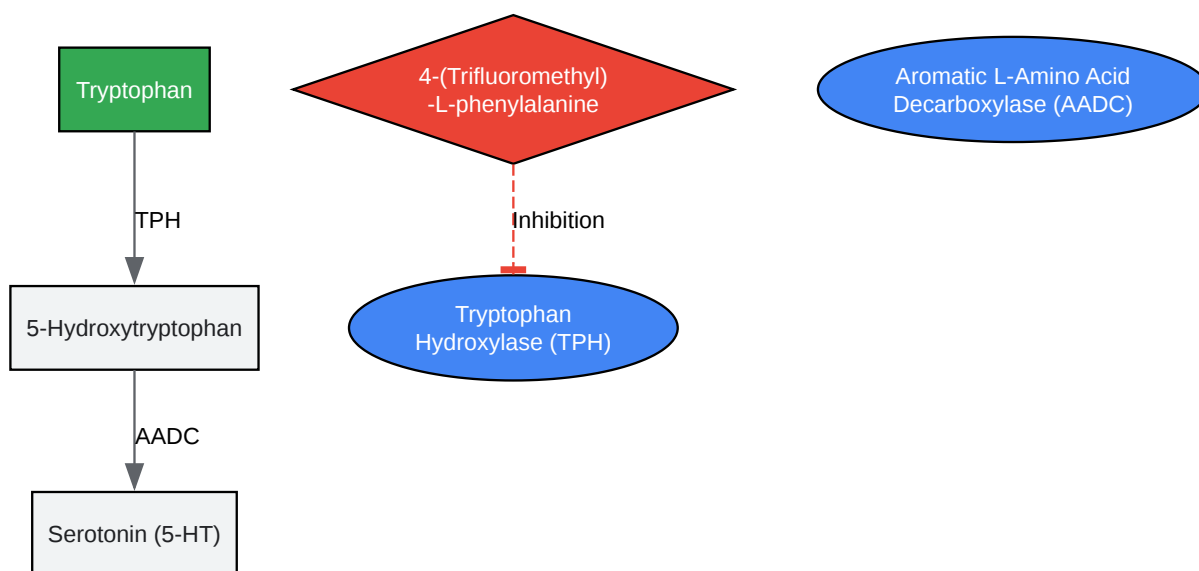 Tryptophan
4-(Trifluoromethyl)
-L-phenylalanine
Aromatic L-Amino Acid
Decarboxylase (AADC)
TPH
Inhibition
5-Hydroxytryptophan
Tryptophan
Hydroxylase (TPH)
AADC
Serotonin (5-HT)